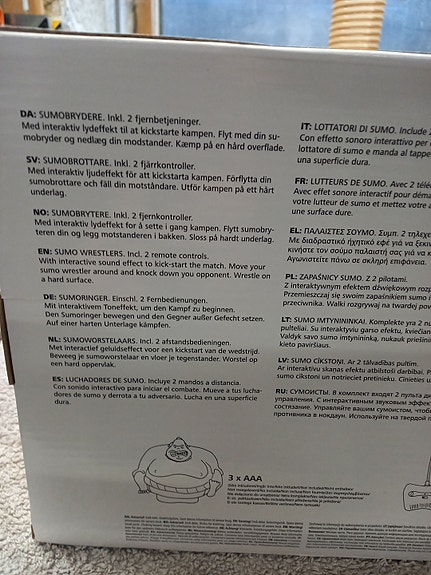 DA: SUMOBRYDERE. Inkl. 2 fjernbetjeninger.
Med interaktiv lydeffekt til at kickstarte kampen. Flyt med din su-
mobryder og nedlæg din modstander. Kæmp på en hård overflade.
SV: SUMOBROTTARE. Inkl. 2 fjärrkontroller.
Med interaktiv ljudeffekt för att kickstarta kampen. Förflytta din
sumobrottare och fäll din motståndare. Utför kampen på ett hårt
underlag.
NO: SUMOBRYTERE. Inkl. 2 fjernkontroller.
Med interaktiv lydeffekt for å sette i gang kampen. Flytt sumobry-
teren din og legg motstanderen i bakken. Sloss på hardt underlag.
EN: SUMO WRESTLERS. Incl. 2 remote controls.
With interactive sound effect to kick-start the match. Move your
sumo wrestler around and knock down you opponent. Wrestle on
a hard surface.
DE: SUMORINGER. Einschl. 2 Fernbedienungen.
Mit interaktivem Toneffekt, um den Kampf zu beginnen.
Den Sumoringer bewegen und den Gegner außer Gefecht setzen.
Auf einer harten Unterlage kämpfen.
NL: SUMOWORSTELAARS. Incl. 2 afstandsbedieningen.
Met interactief geluidseffect voor een kickstart van de wedstrijd.
Beweeg je sumoworstelaar en vloer je tegenstander. Worstel op
een hard oppervlak.
ES: LUCHADORES DE SUMO. Incluye 2 mandos a distancia.
Con sonido interactivo para iniciar el combate. Mueve a tus lucha-
dores de sumo y derrota a tu adversario. Lucha en una superficie
dura.
3 x AAA
IT: LOTTATORI DI SUMO. Include 2
Con effetto sonoro interattivo per
lottatore di sumo e manda al tappe
una superficie dura.
FR: LUTTEURS DE SUMO. Avec 2 télé
Avec effet sonore interactif pour déma
votre lutteur de sumo et mettez votre a
une surface dure.
EL: ΠΑΛΑΙΣΤΕΣ ΣΟΥΜΟ. Συμπ. 2 τηλεχε
Με διαδραστικό ηχητικό εφέ για να ξεκιν
κινήστε τον σούμο παλαιστή σας για να κ
Αγωνιστείτε πάνω σε σκληρή επιφάνεια.
PL: ZAPAŚNICY SUMO. Z 2 pilotami.
Z interaktywnym efektem dźwiękowym rozp
Przemieszczaj się swoim zapaśnikiem sumo i
przeciwnika. Walki rozgrywaj na twardej pow
LT: SUMO IMTYNININKAI. Komplekte yra 2 nu
pulteliai. Su interaktyviu garso efektu, kviečian
Valdyk savo sumo imtynininką, nukauk priešinink
kieto paviršiaus.
LV: SUMO CĪKSTOŅI. Ar 2 tālvadības pultīm.
Ar interaktīvu skaņas efektu atbilstoši darbībai. P
sumo cīkstoni un notrieciet pretinieku. Cīnieties u
RU: СУМОИСТЫ. В комплект входят 2 пульта ди
управления. С интерактивным звуковым эффек
состязание. Управляйте вашим сумоистом, чтоб
противника в нокдаун. Используйте на твердой п